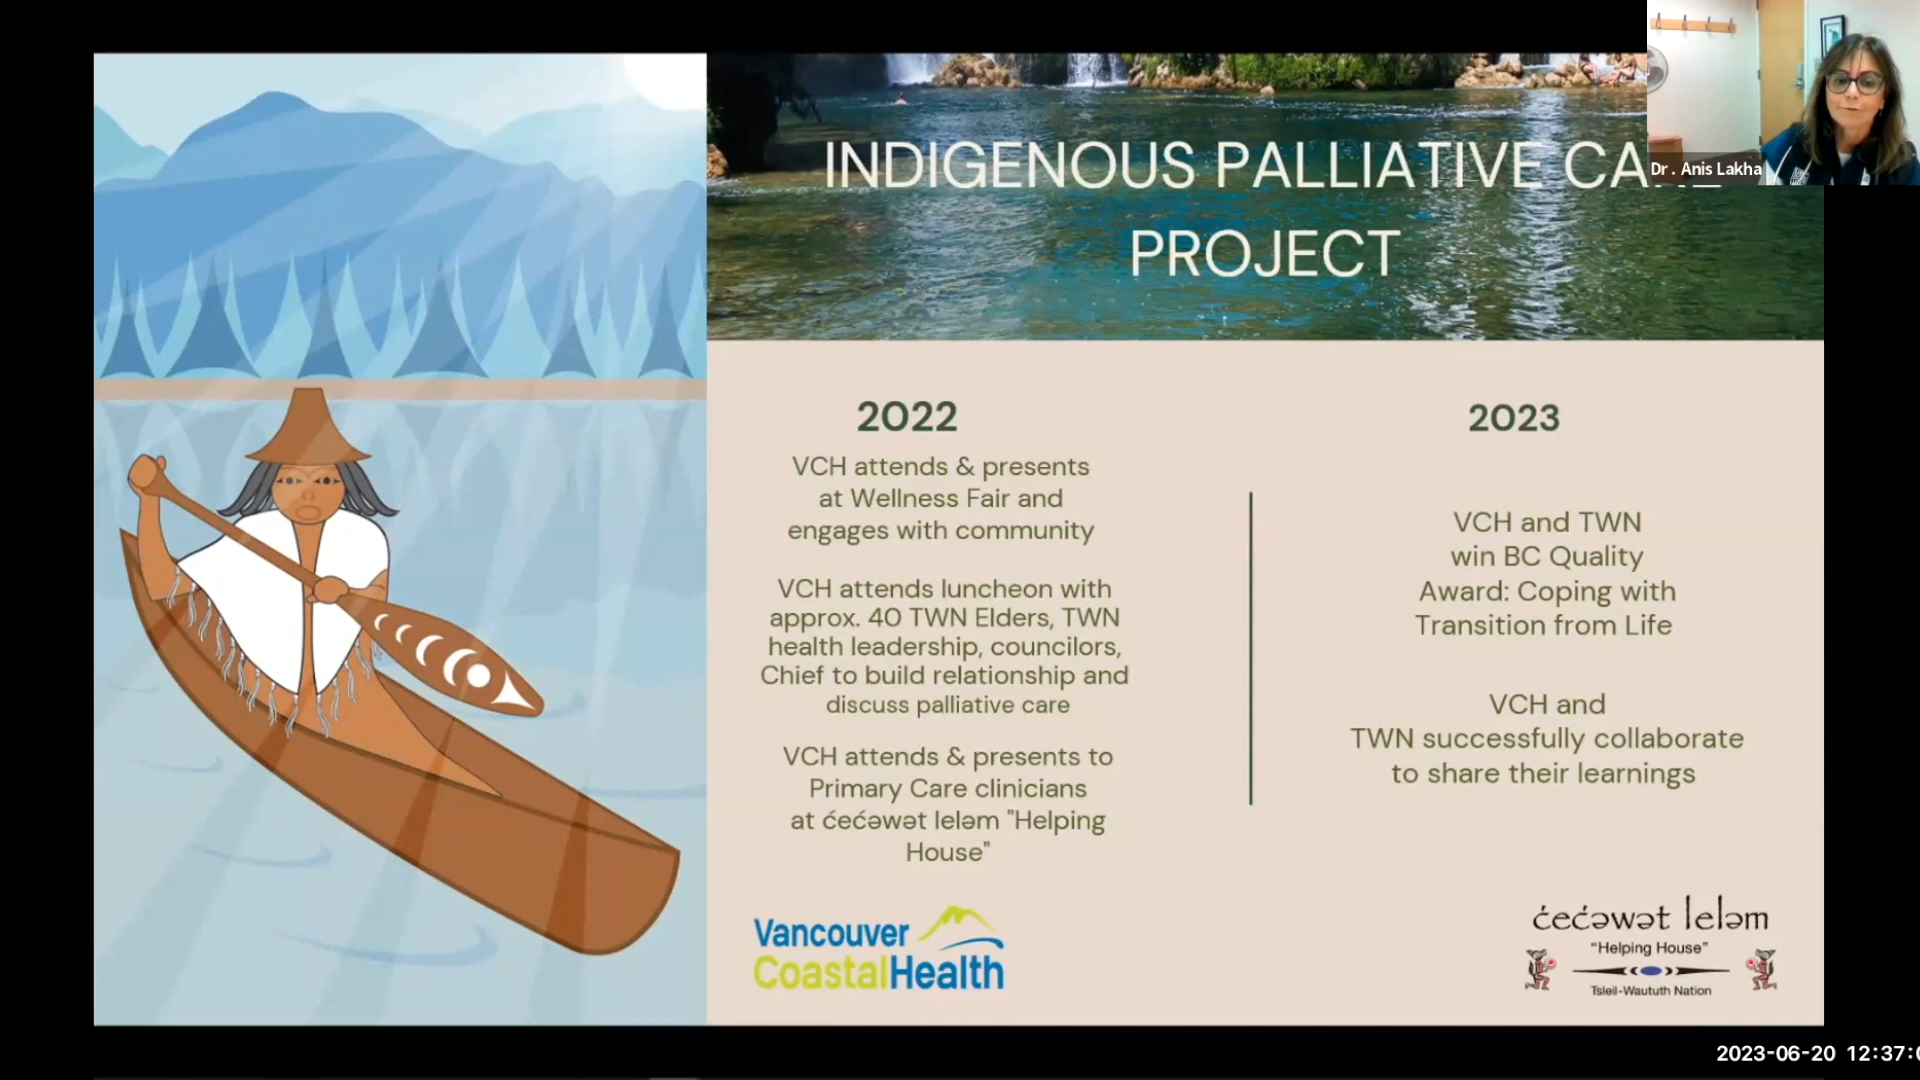 INDIGENOUS PALLIATIVE CARE
PROJECT
Dr. Anis Lakha
2022
VCH attends & presents
at Wellness Fair and
engages with community
VCH attends luncheon with
approx. 40 TWN Elders, TWN
health leadership, councilors,
Chief to build relationship and
discuss palliative care
VCH attends & presents to
Primary Care clinicians
at ćećəwət leləm "Helping
House"
2023
VCH and TWN
win BC Quality
Award: Coping with
Transition from Life
VCH and
TWN successfully collaborate
to share their learnings
Vancouver
CoastalHealth
ćećəwət leləm
“Helping House”
Tsleil-Waututh Nation
2023-06-20 12:37:0